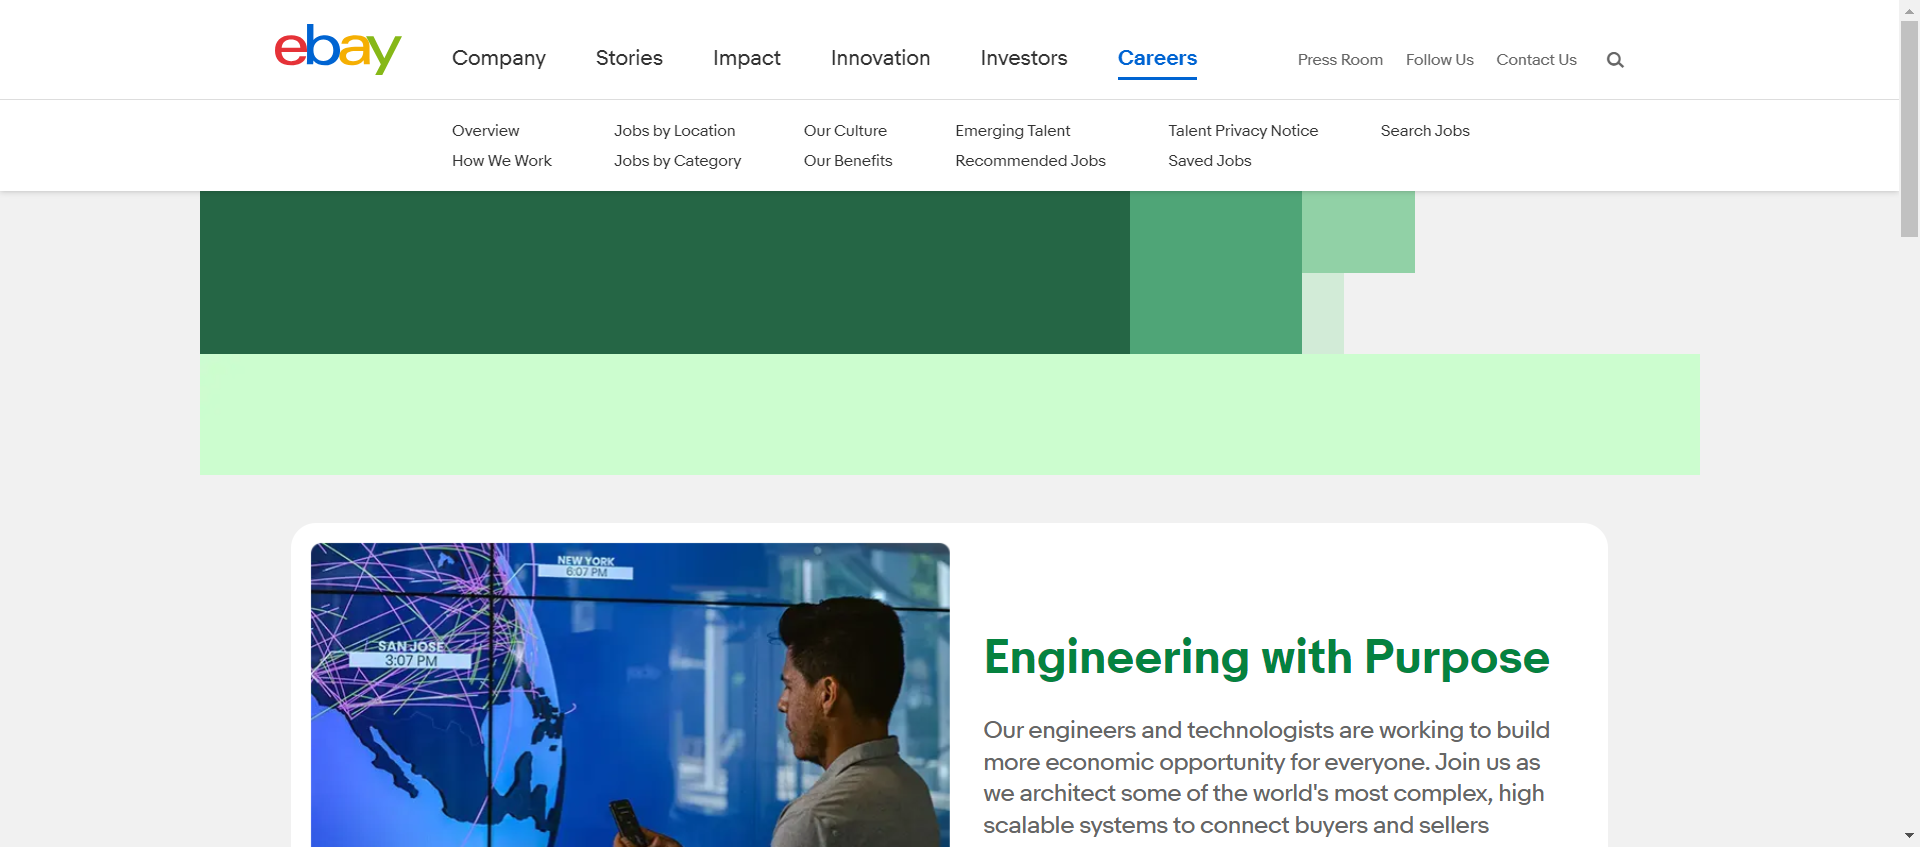 ebay
Company Stories Impact Innovation Investors Careers Press Room Follow Us Contact Us
Overview Jobs by Location Our Culture Emerging Talent Talent Privacy Notice Search Jobs
How We Work Jobs by Category Our Benefits Recommended Jobs Saved Jobs
NEW YORK
6:07 PM
SAN JOSE
3:07 PM
Engineering with Purpose
Our engineers and technologists are working to build
more economic opportunity for everyone. Join us as
we architect some of the world's most complex, high
scalable systems to connect buyers and sellers